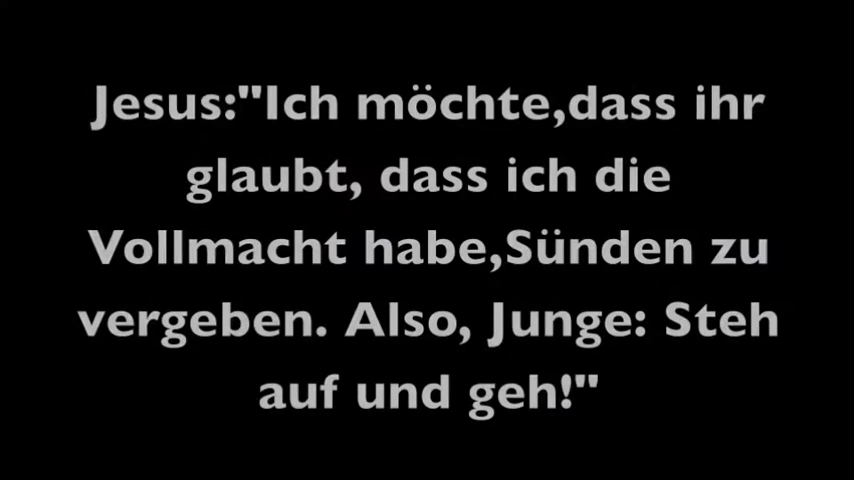 Jesus:"Ich möchte,dass ihr
glaubt, dass ich die
Vollmacht habe,Sünden zu
vergeben. Also, Junge: Steh
auf und geh!"